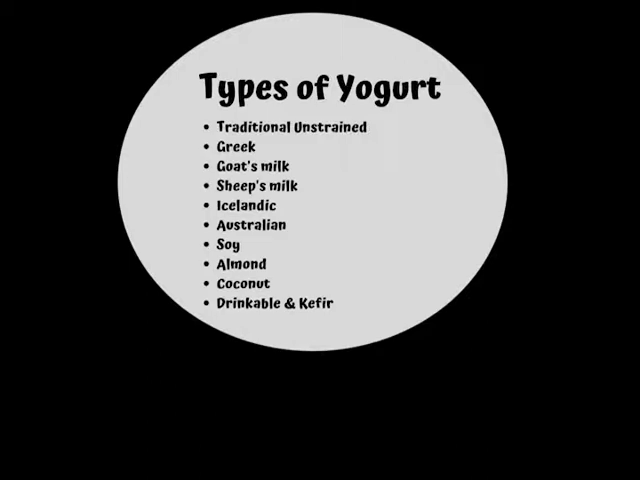 Types of Yogurt
• Traditional Unstrained
• Greek
• Goat's milk
• Sheep's milk
• Icelandic
• Australian
• Soy
• Almond
• Coconut
• Drinkable & Kefir